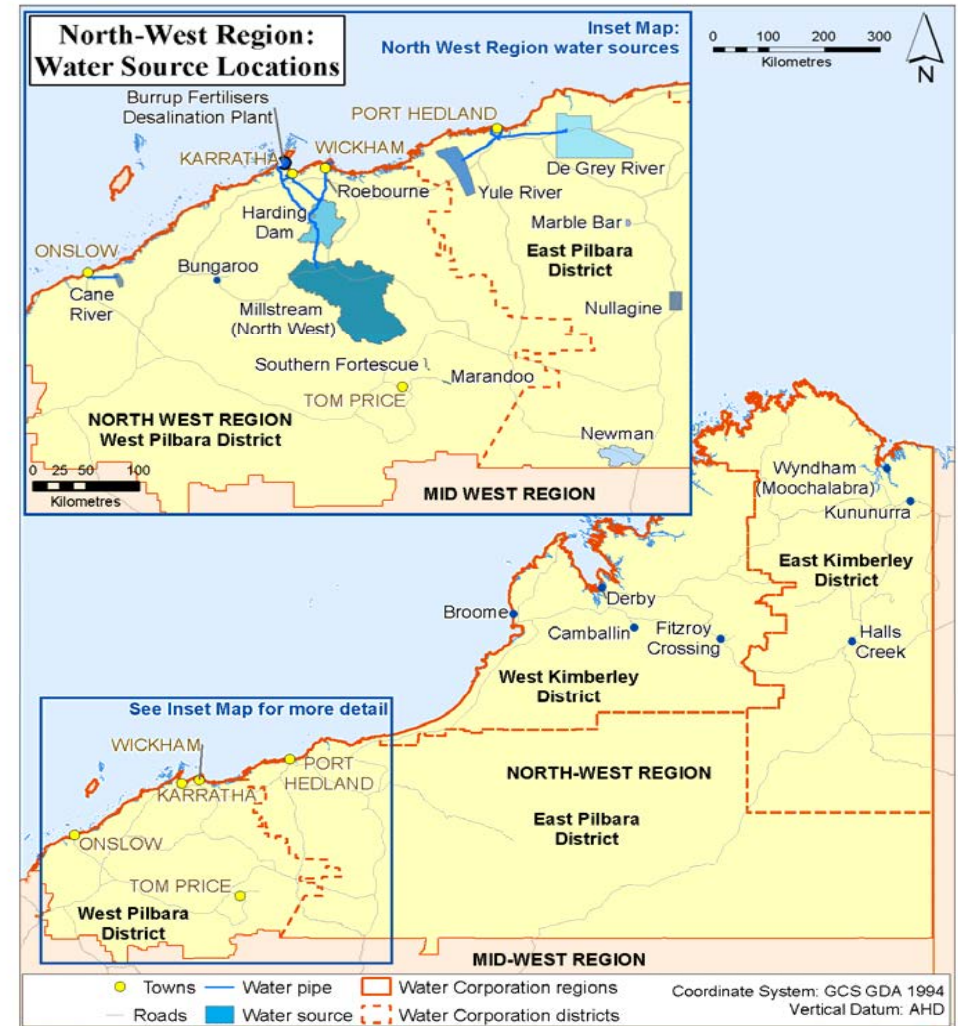 North-West Region:
Water Source Locations
Inset Map:
North West Region water sources
0 100 200 300
Kilometres
N
Burrup Fertilisers
Desalination Plant
PORT HEDLAND
KARRATHA
WICKHAM
De Grey River
Yule River
Roebourne
Harding
Dam
Marble Bar
East Pilbara
District
ONSLOW
Bungaroo
Cane
River
Nullagine
Millstream
(North West)
Southern Fortescue
Marandoo
TOM PRICE
NORTH WEST REGION
West Pilbara District
Newman
0 25 50 100
Kilometres
MID WEST REGION
Wyndham
(Moochalabra)
Kununurra
East Kimberley
District
Derby
Broome
Camballin
Fitzroy
Crossing
Halls
Creek
West Kimberley
District
See Inset Map for more detail
WICKHAM
PORT
HEDLAND
KARRATHA
NORTH-WEST REGION
East Pilbara
District
ONSLOW
TOM PRICE
West Pilbara
District
MID-WEST REGION
Towns
Water pipe
Water Corporation regions
Coordinate System: GCS GDA 1994
Roads
Water source
Water Corporation districts
Vertical Datum: AHD